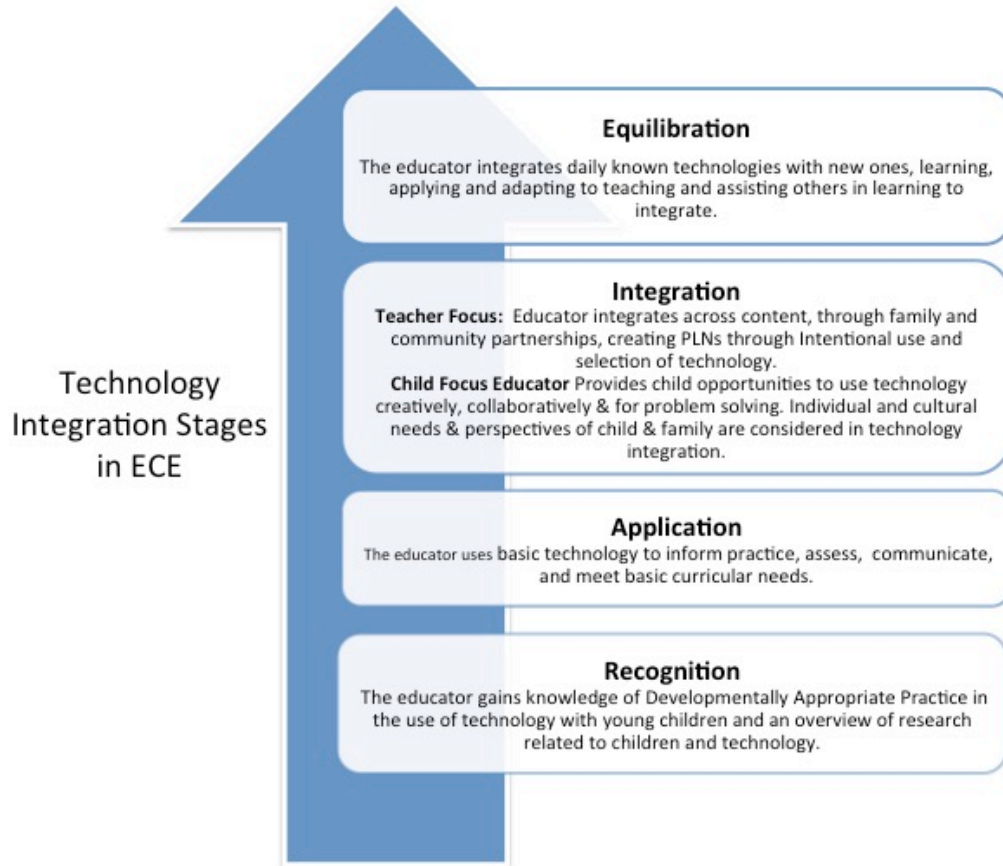 Technology
Integration Stages
in ECE
Equilibration
The educator integrates daily known technologies with new ones, learning,
applying and adapting to teaching and assisting others in learning to
integrate.
Integration
Teacher Focus: Educator integrates across content, through family and
community partnerships, creating PLNs through Intentional use and
selection of technology.
Child Focus Educator Provides child opportunities to use technology
creatively, collaboratively & for problem solving. Individual and cultural
needs & perspectives of child & family are considered in technology
integration.
Application
The educator uses basic technology to inform practice, assess, communicate,
and meet basic curricular needs.
Recognition
The educator gains knowledge of Developmentally Appropriate Practice in
the use of technology with young children and an overview of research
related to children and technology.